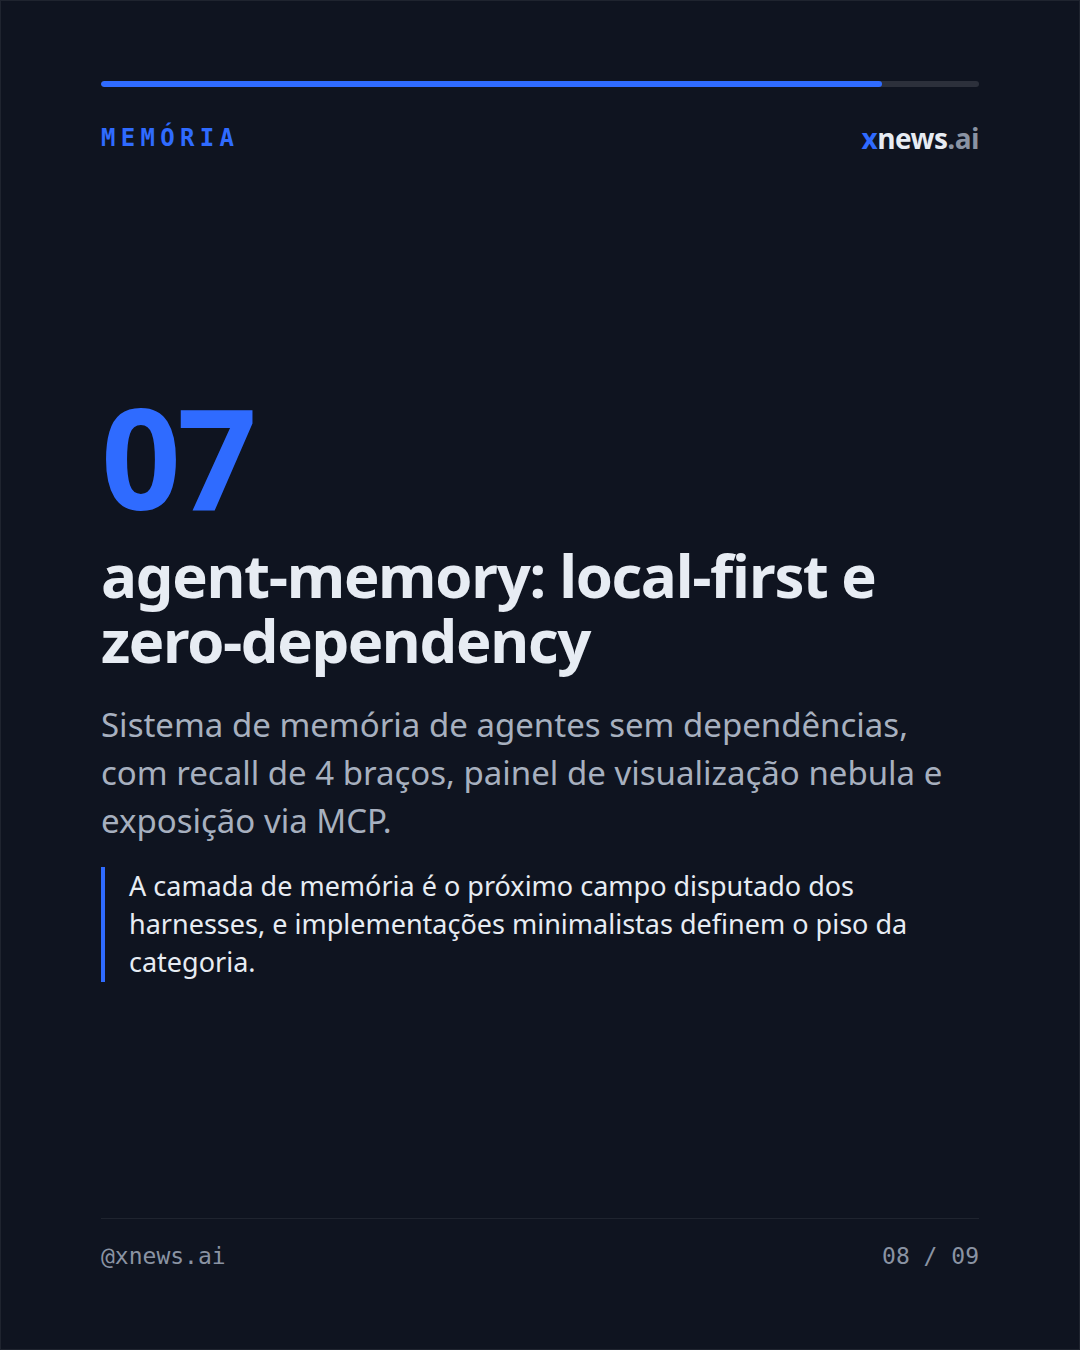 MEMÓRIA
xnews.ai
07
agent-memory: local-first e
zero-dependency
Sistema de memória de agentes sem dependências,
com recall de 4 braços, painel de visualização nebula e
exposição via MCP.
A camada de memória é o próximo campo disputado dos
harnesses, e implementações minimalistas definem o piso da
categoria.
@xnews.ai
08 / 09